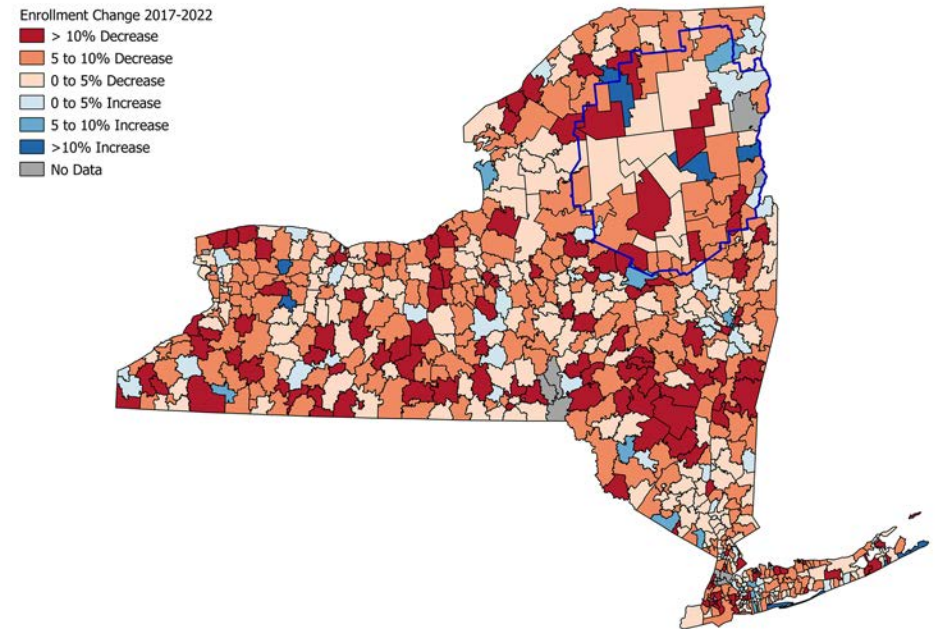 Enrollment Change 2017-2022
> 10% Decrease
5 to 10% Decrease
0 to 5% Decrease
0 to 5% Increase
5 to 10% Increase
>10% Increase
No Data